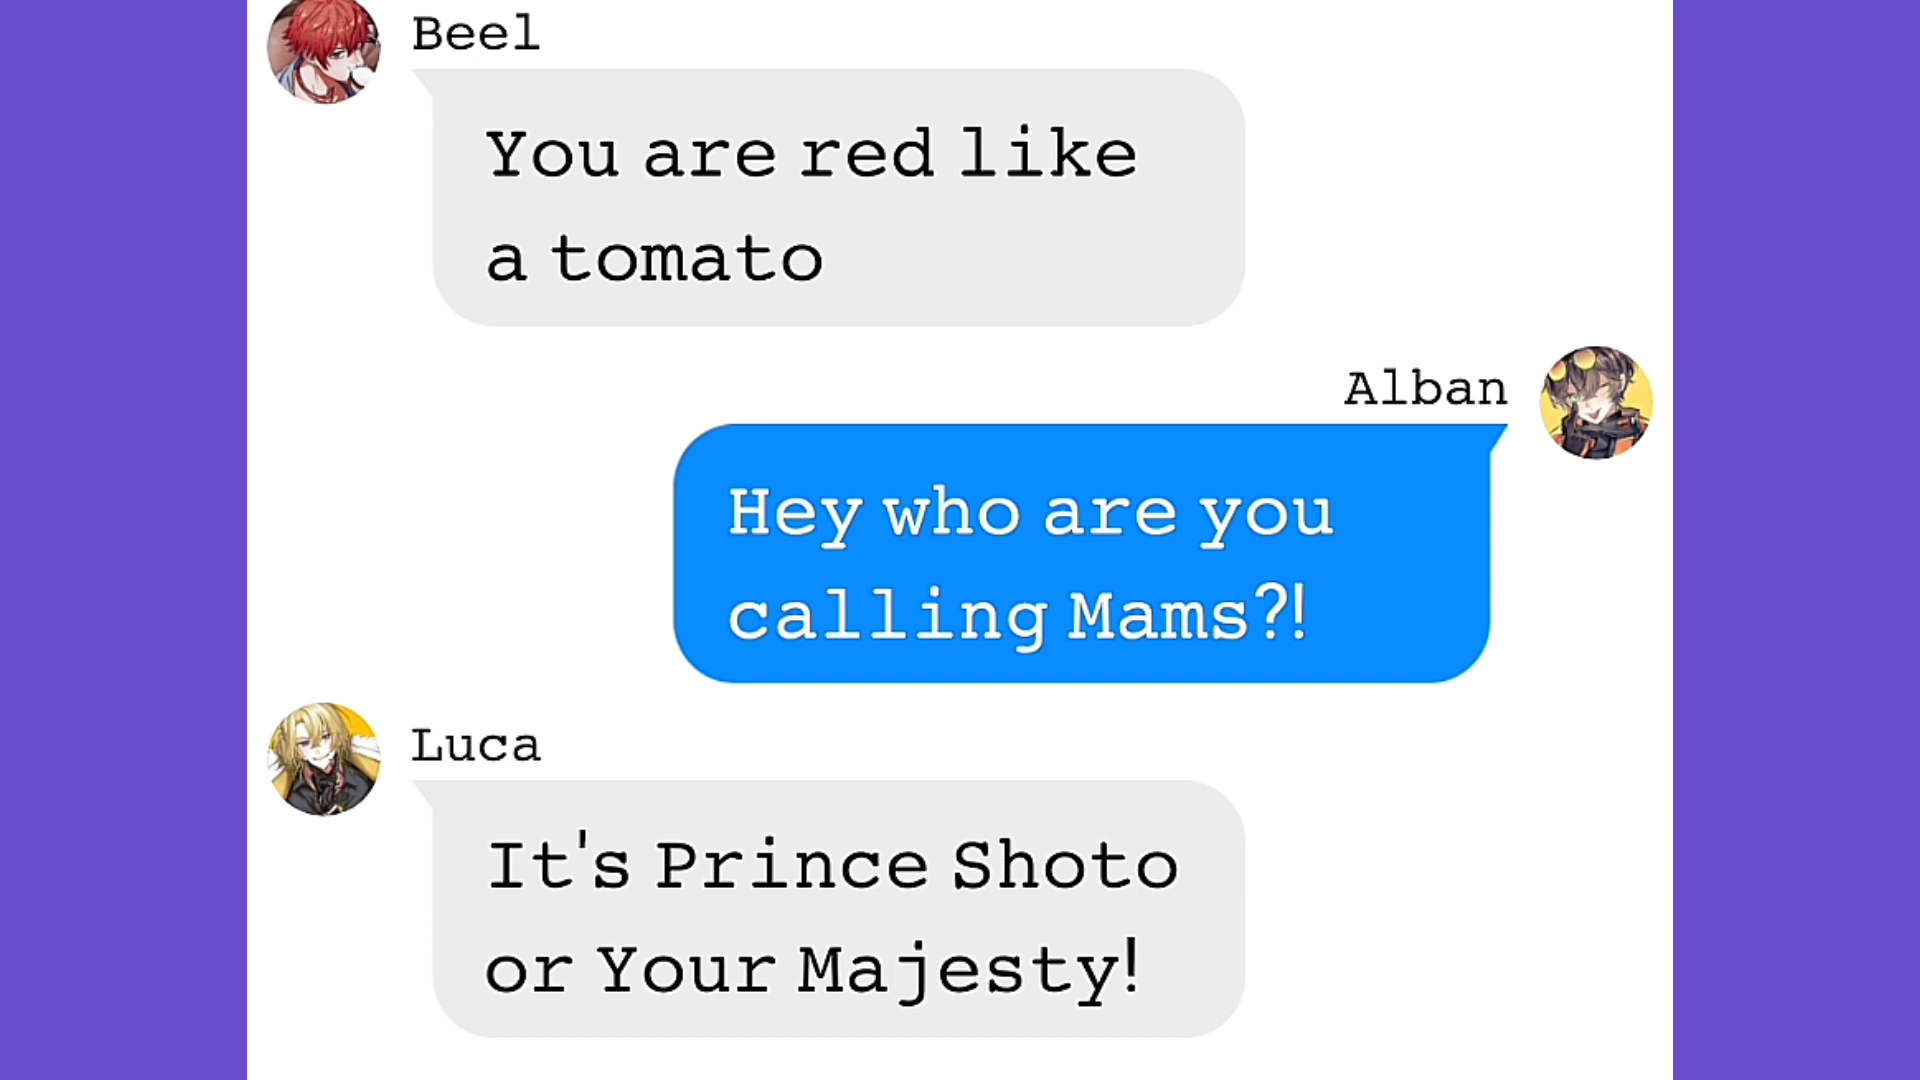 Beel
You are red like
a tomato
Alban
Hey who are you
calling Mams?!
Luca
It's Prince Shoto
or Your Majesty!